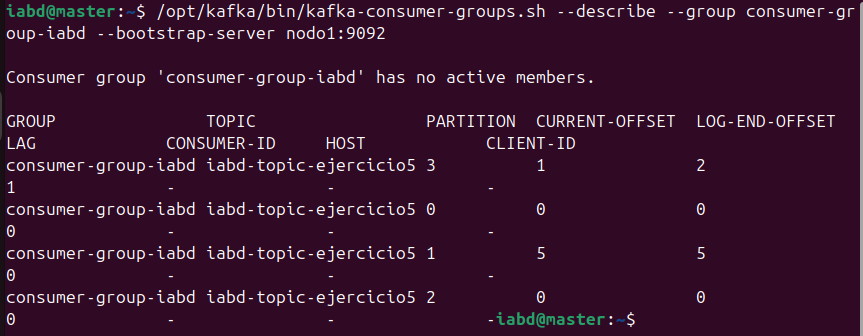 iabd@master:~$ /opt/kafka/bin/kafka-consumer-groups.sh --describe --group consumer-gr
oup-iabd --bootstrap-server nodo1:9092
Consumer group 'consumer-group-iabd' has no active members.
GROUP TOPIC PARTITION CURRENT-OFFSET LOG-END-OFFSET
LAG CONSUMER-ID HOST CLIENT-ID
consumer-group-iabd iabd-topic-ejercicio5 3 1 2
1 - - -
consumer-group-iabd iabd-topic-ejercicio5 0 0 0
0 - - -
consumer-group-iabd iabd-topic-ejercicio5 1 5 5
0 - - -
consumer-group-iabd iabd-topic-ejercicio5 2 0 0
0 - - -iabd@master:~$